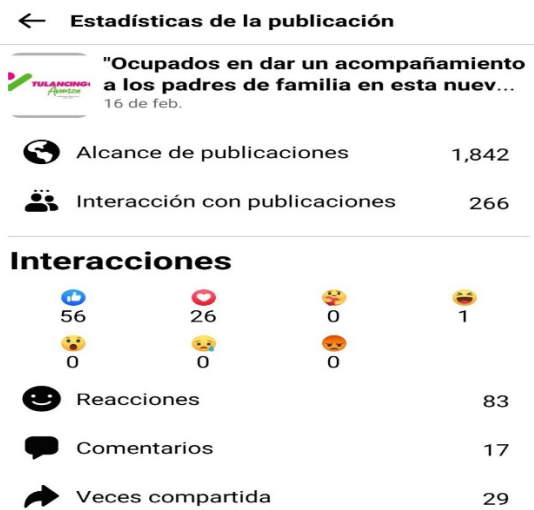 Estadísticas de la publicación
TULANCINGO
Avanza
"Ocupados en dar un acompañamiento
a los padres de familia en esta nuev...
16 de feb.
Alcance de publicaciones 1,842
Interacción con publicaciones 266
Interacciones
56 26 0 1
0 0 0
Reacciones 83
Comentarios 17
Veces compartida 29